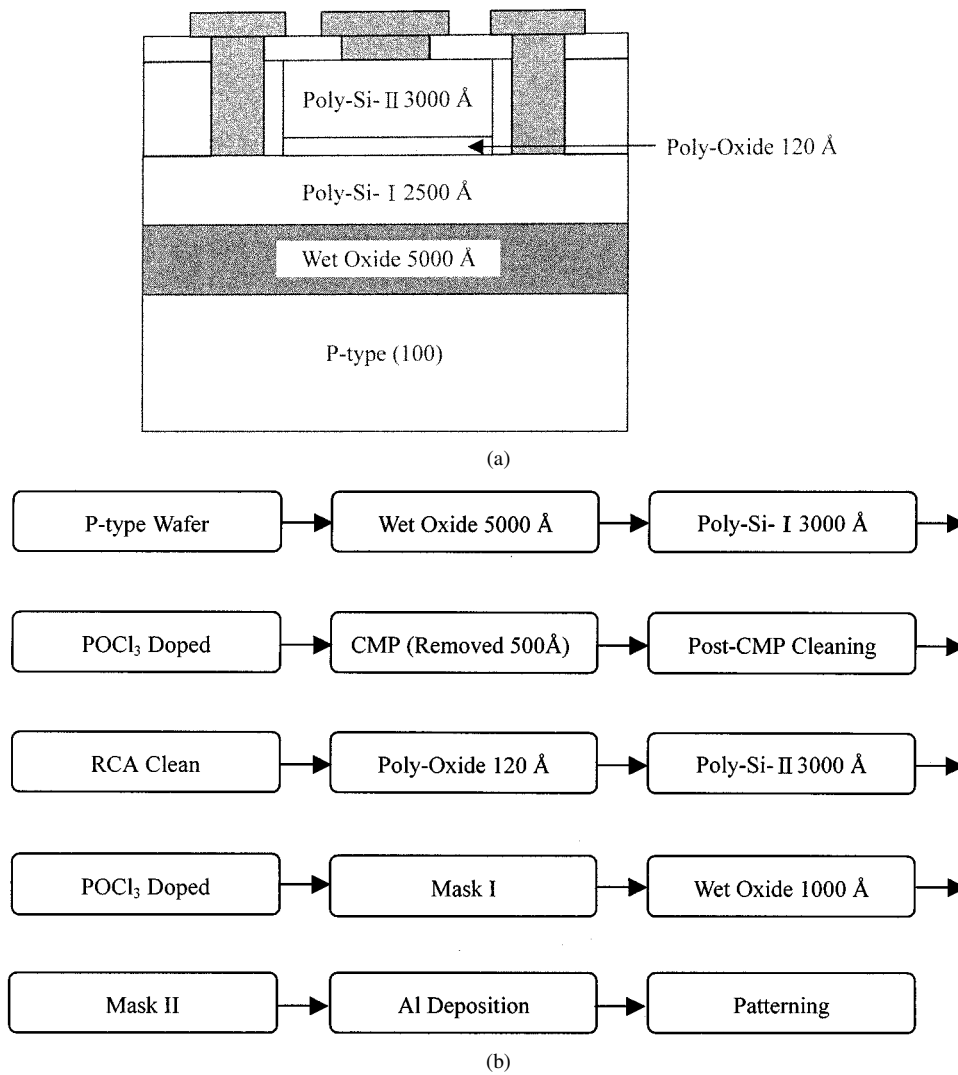 Poly-Si-Ⅱ 3000 Å
Poly-Oxide 120 Å
Poly-Si-Ⅰ 2500 Å
Wet Oxide 5000 Å
P-type (100)
(a)
P-type Wafer
Wet Oxide 5000 Å
Poly-Si-Ⅰ 3000 Å
POCl₃ Doped
CMP (Removed 500Å)
Post-CMP Cleaning
RCA Clean
Poly-Oxide 120 Å
Poly-Si-Ⅱ 3000 Å
POCl₃ Doped
Mask Ⅰ
Wet Oxide 1000 Å
Mask II
Al Deposition
Patterning
(b)